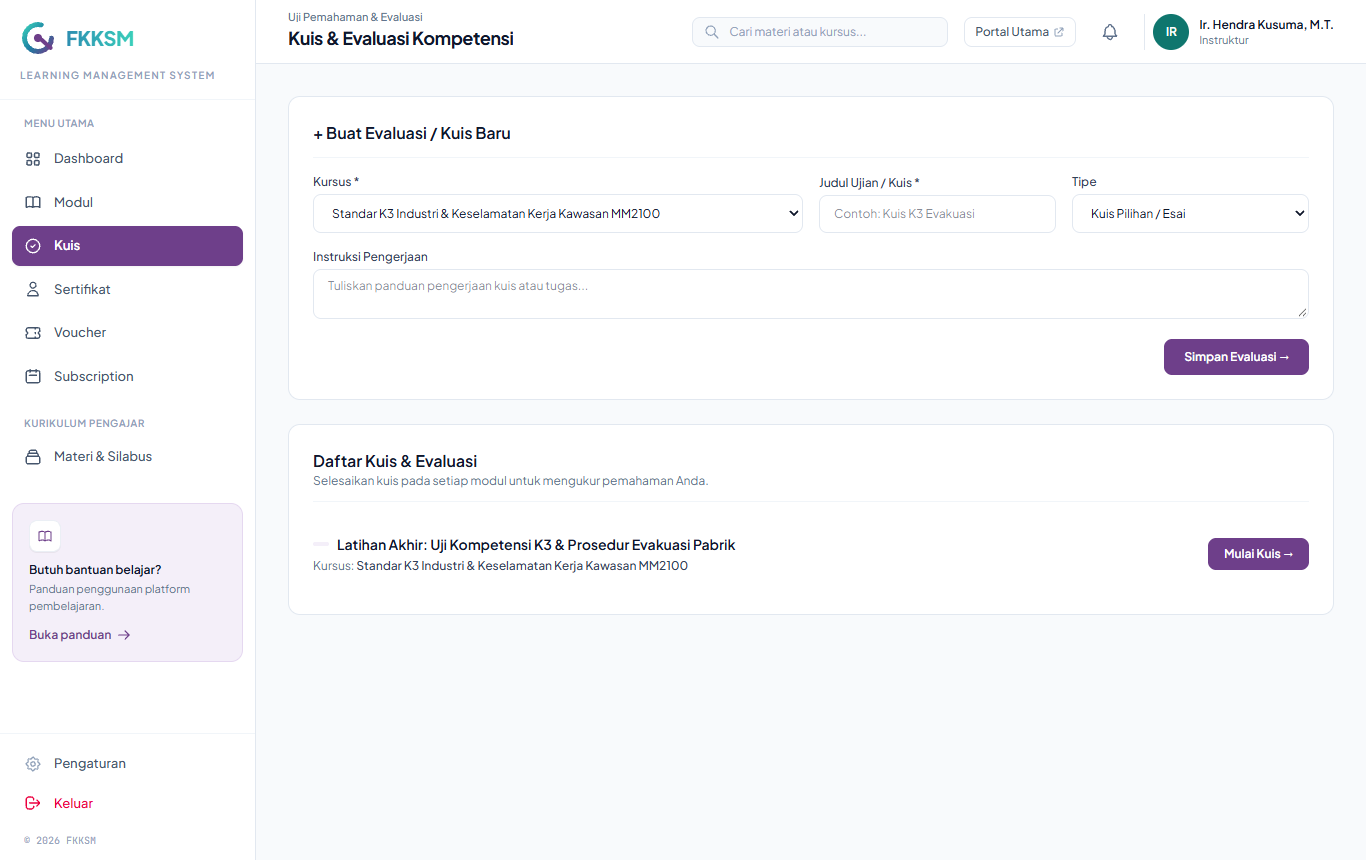 FKKSM
LEARNING MANAGEMENT SYSTEM
MENU UTAMA
Dashboard
Modul
Kuis
Sertifikat
Voucher
Subscription
KURIKULUM PENGAJAR
Materi & Silabus
Butuh bantuan belajar?
Panduan penggunaan platform
pembelajaran.
Buka panduan →
Pengaturan
Keluar
© 2026 FKKSM
Uji Pemahaman & Evaluasi
Kuis & Evaluasi Kompetensi
Cari materi atau kursus...
Portal Utama
IR
Ir. Hendra Kusuma, M.T.
Instruktur
+ Buat Evaluasi / Kuis Baru
Kursus *
Judul Ujian / Kuis *
Tipe
Standar K3 Industri & Keselamatan Kerja Kawasan MM2100
Contoh: Kuis K3 Evakuasi
Kuis Pilihan / Esai
Instruksi Pengerjaan
Tuliskan panduan pengerjaan kuis atau tugas...
Simpan Evaluasi →
Daftar Kuis & Evaluasi
Selesaikan kuis pada setiap modul untuk mengukur pemahaman Anda.
Latihan Akhir: Uji Kompetensi K3 & Prosedur Evakuasi Pabrik
Kursus: Standar K3 Industri & Keselamatan Kerja Kawasan MM2100
Mulai Kuis →